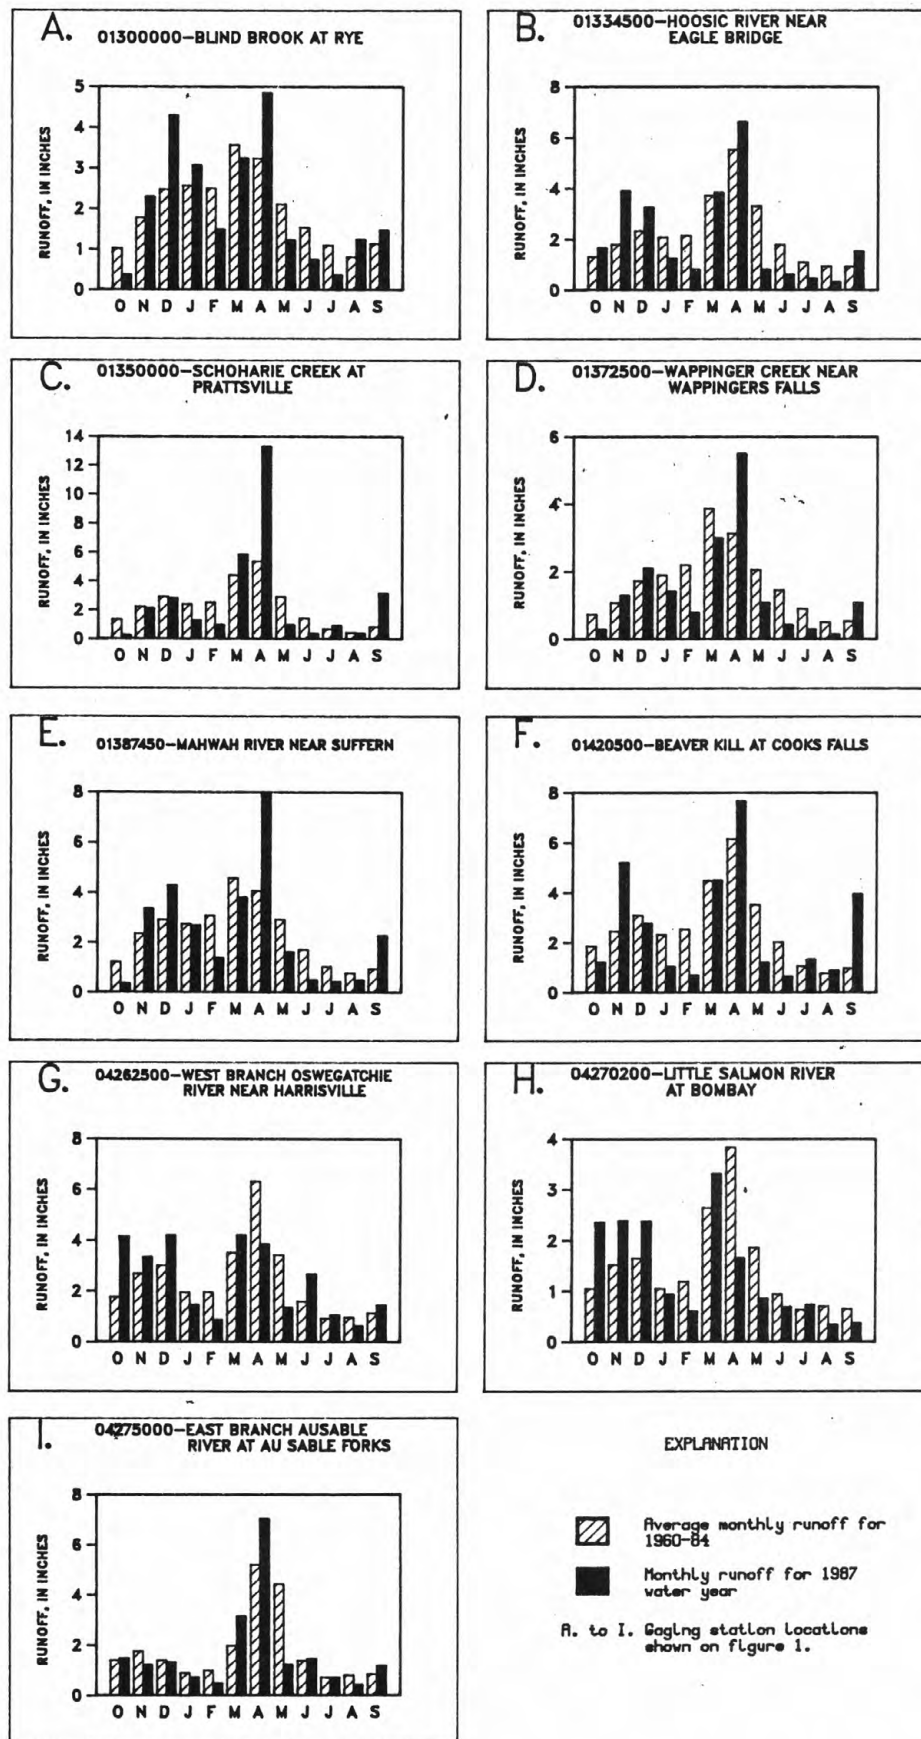 A.
01300000-BLIND BROOK AT RYE
RUNOFF, IN INCHES
5
4
3
2
1
0
O N D J F M A M J J A S
B.
01334500-HOOSIC RIVER NEAR
EAGLE BRIDGE
RUNOFF, IN INCHES
8
6
4
2
0
O N D J F M A M J J A S
C.
01350000-SCHOHARIE CREEK AT
PRATTSVILLE
RUNOFF, IN INCHES
14
12
10
8
6
4
2
0
O N D J F M A M J J A S
D.
01372500-WAPPINGER CREEK NEAR
WAPPINGERS FALLS
RUNOFF, IN INCHES
6
4
2
0
O N D J F M A M J J A S
E.
01387450-MAHWAH RIVER NEAR SUFFERN
RUNOFF, IN INCHES
8
6
4
2
0
O N D J F M A M J J A S
F.
01420500-BEAVER KILL AT COOKS FALLS
RUNOFF, IN INCHES
8
6
4
2
0
O N D J F M A M J J A S
G.
04262500-WEST BRANCH OSWEGATCHIE
RIVER NEAR HARRISVILLE
RUNOFF, IN INCHES
8
6
4
2
0
O N D J F M A M J J A S
H.
04270200-LITTLE SALMON RIVER
AT BOMBAY
RUNOFF, IN INCHES
4
3
2
1
0
O N D J F M A M J J A S
I.
04275000-EAST BRANCH AUSABLE
RIVER AT AU SABLE FORKS
RUNOFF, IN INCHES
8
6
4
2
0
O N D J F M A M J J A S
EXPLANATION
Average monthly runoff for
1960-84
Monthly runoff for 1987
water year
A. to I. Gaging station locations
shown on figure 1.